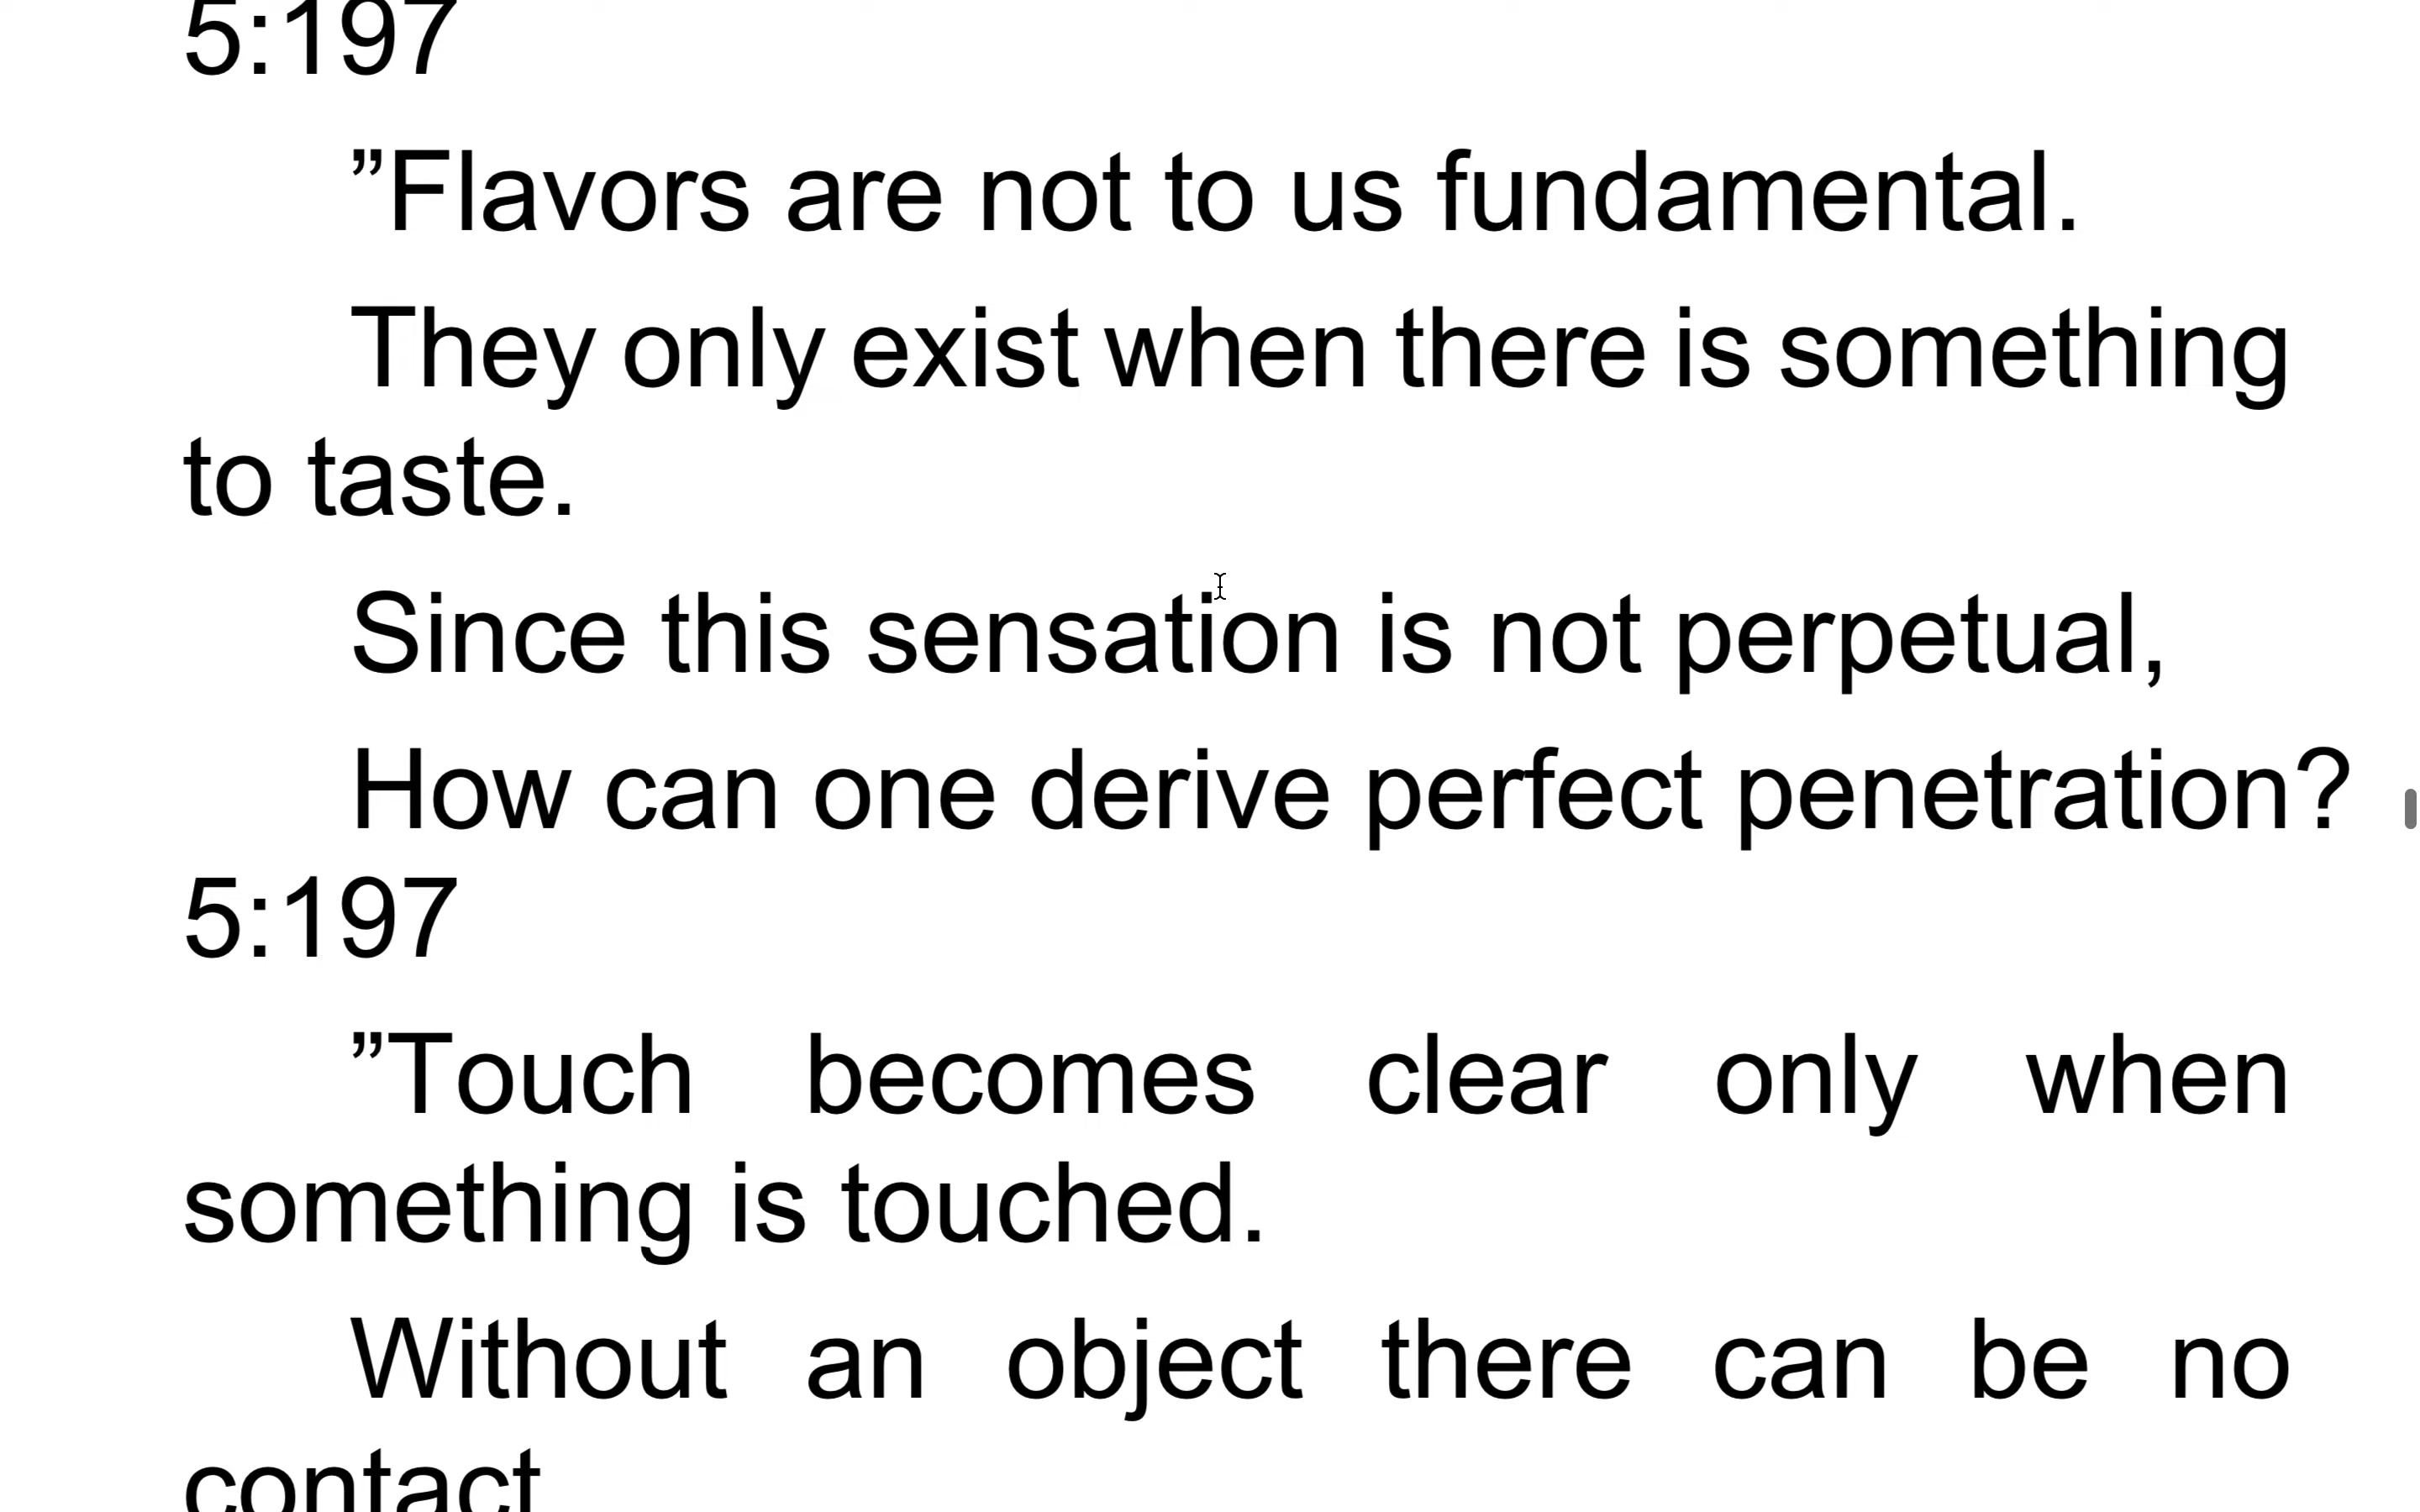 5:197
”Flavors are not to us fundamental.
They only exist when there is something
to taste.
Since this sensation is not perpetual,
How can one derive perfect penetration?
5:197
”Touch becomes clear only when
something is touched.
Without an object there can be no
contact